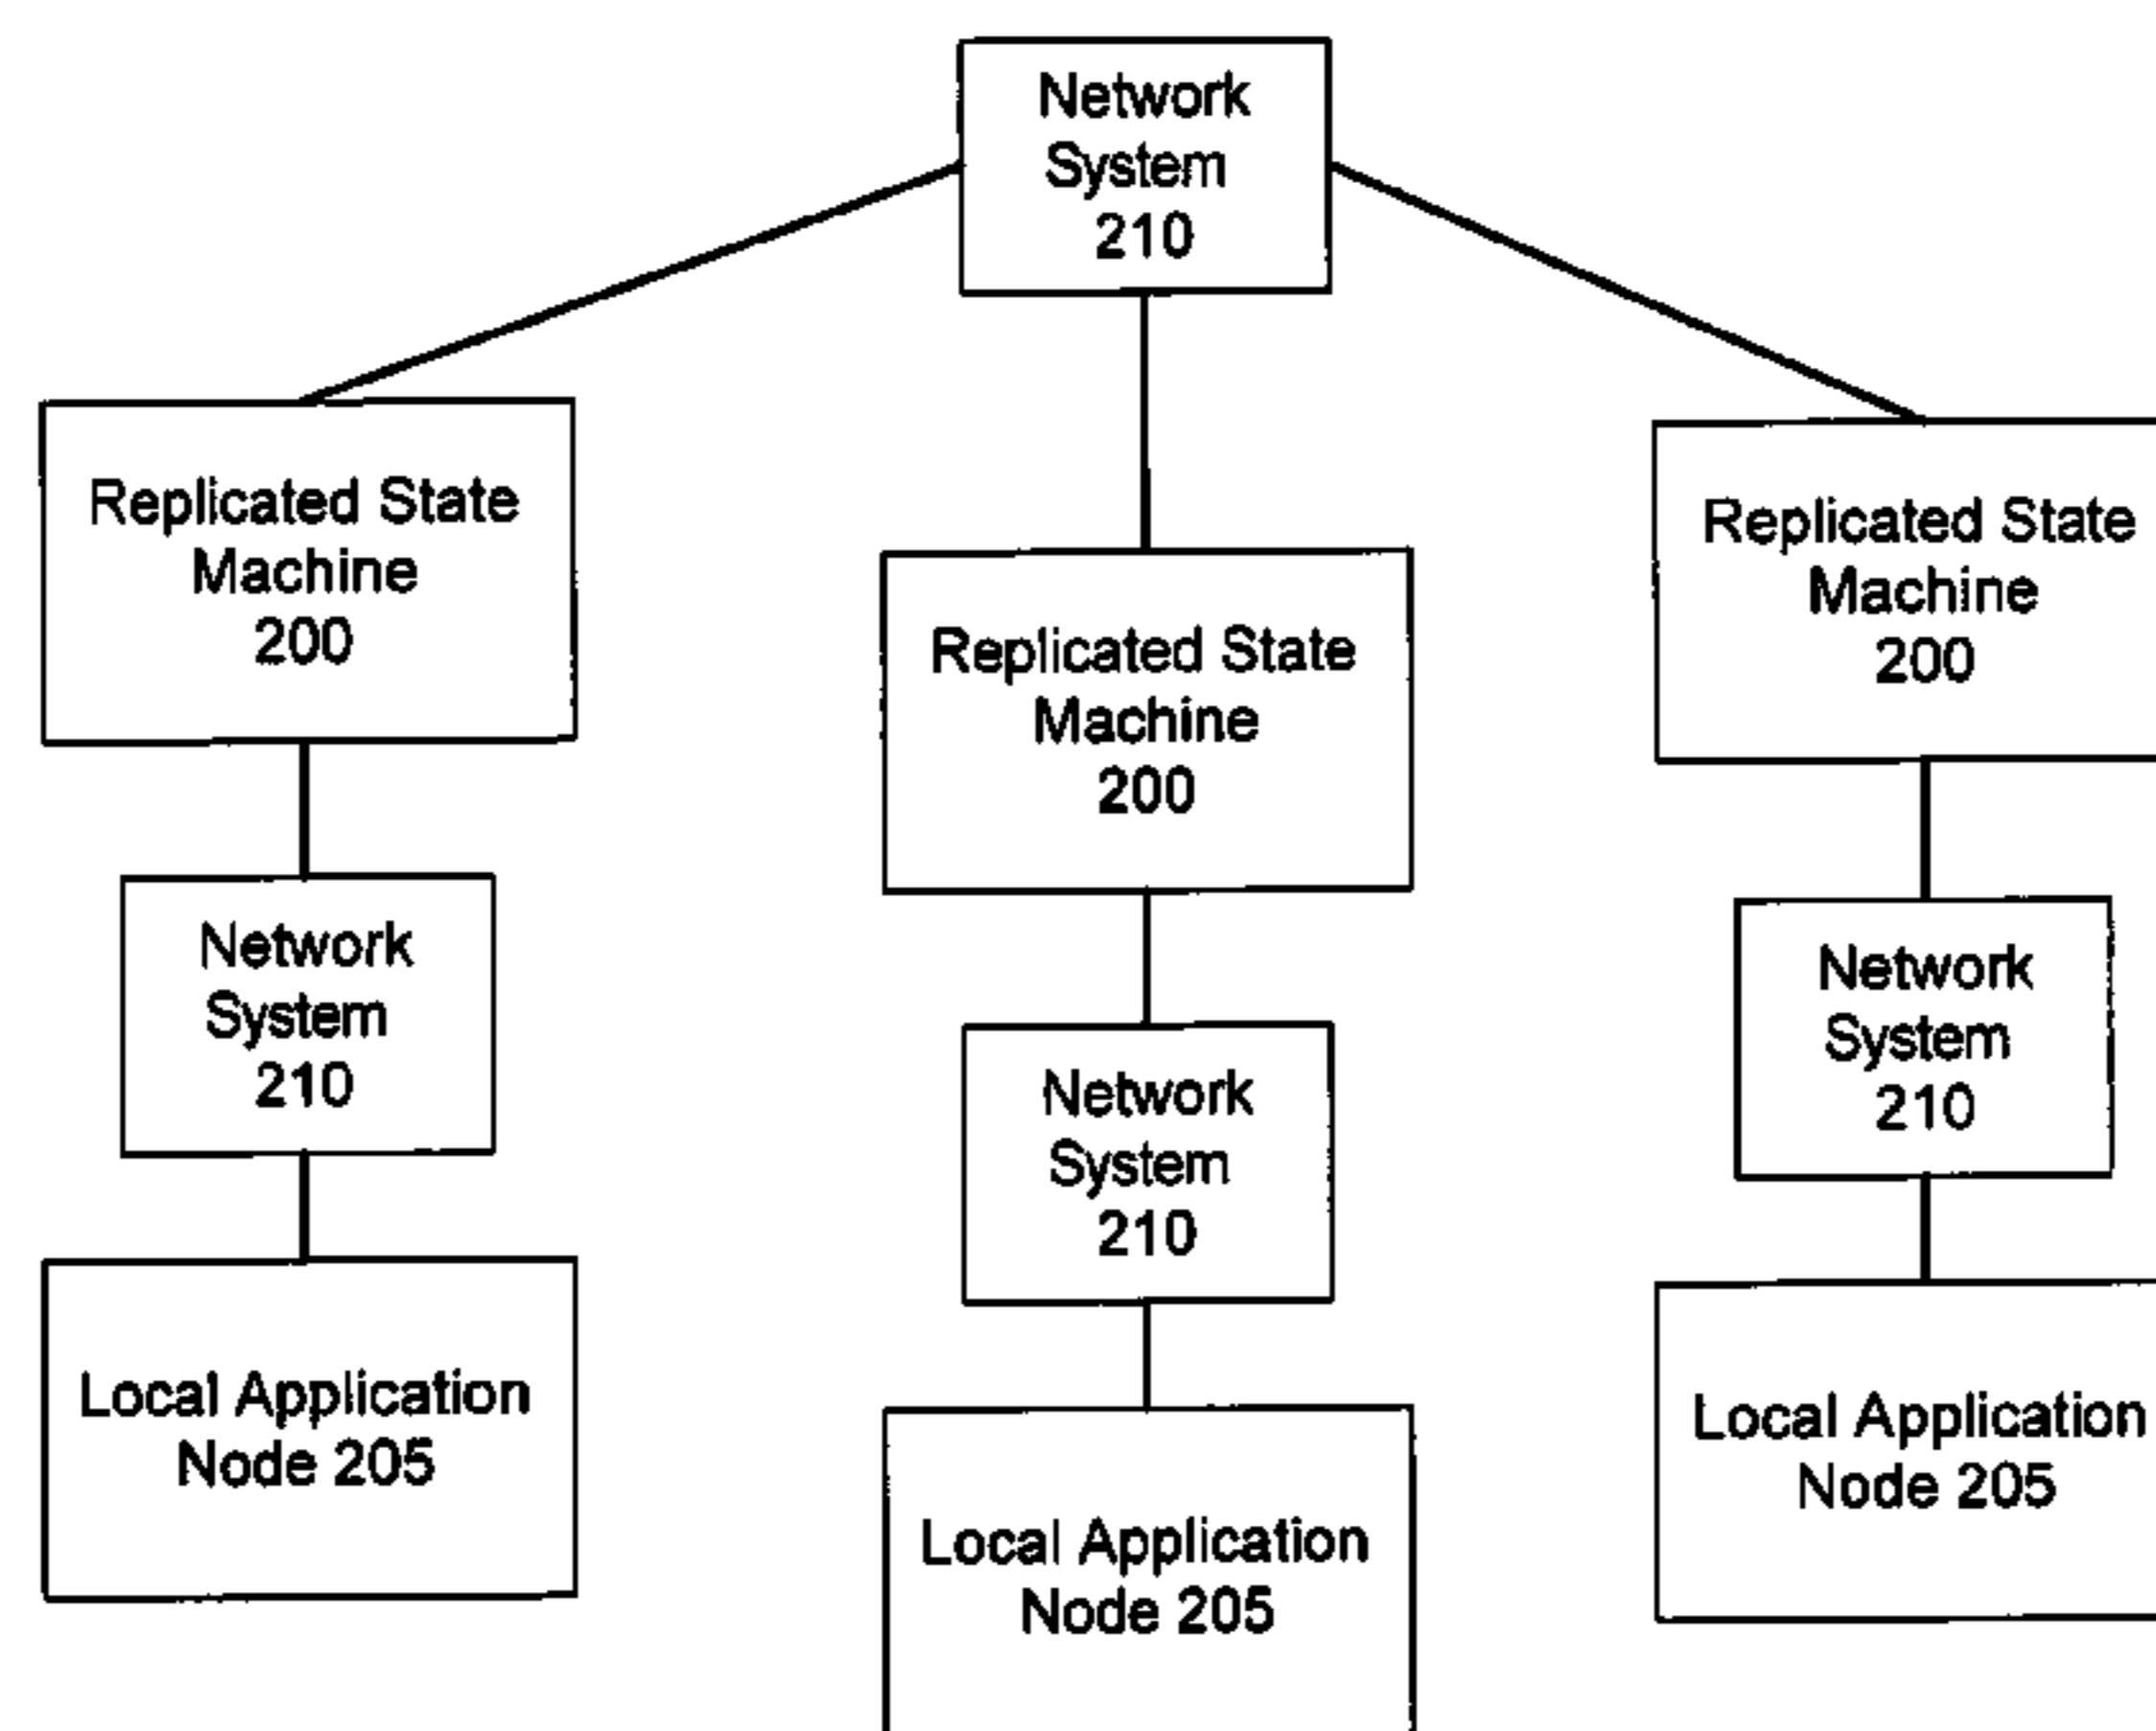 Network
System
210
Replicated State
Machine
200
Replicated State
Machine
200
Replicated State
Machine
200
Network
System
210
Network
System
210
Network
System
210
Local Application
Node 205
Local Application
Node 205
Local Application
Node 205